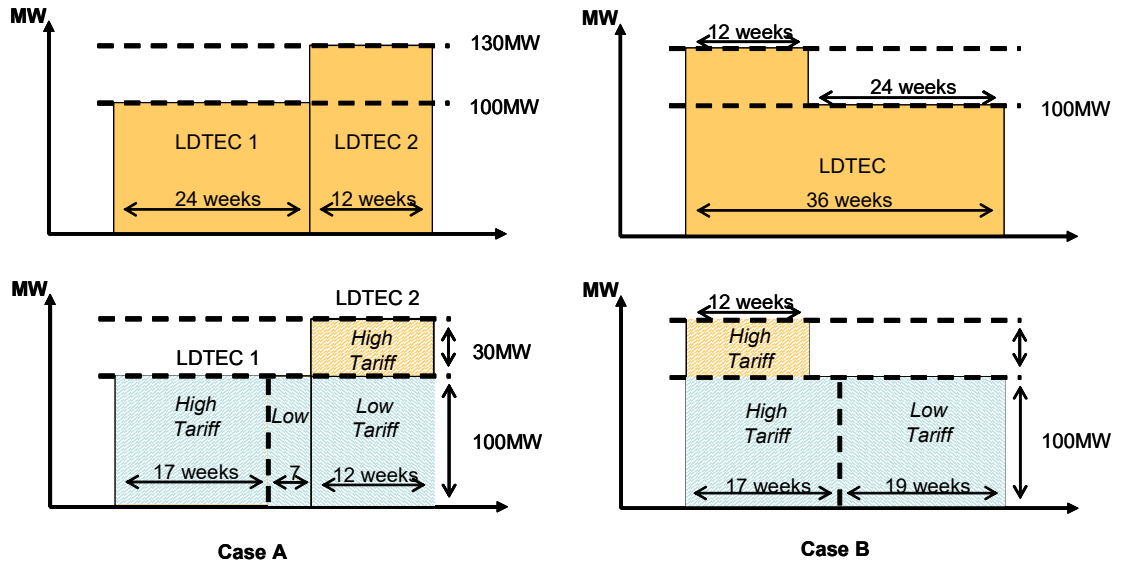 MW
130MW
100MW
LDTEC 1
LDTEC 2
24 weeks
12 weeks
MW
12 weeks
24 weeks
100MW
LDTEC
36 weeks
MW
LDTEC 2
High
Tariff
30MW
LDTEC 1
High
Tariff
Low
Low
Tariff
100MW
17 weeks
7
12 weeks
Case A
MW
12 weeks
High
Tariff
High
Tariff
Low
Tariff
100MW
17 weeks
19 weeks
Case B